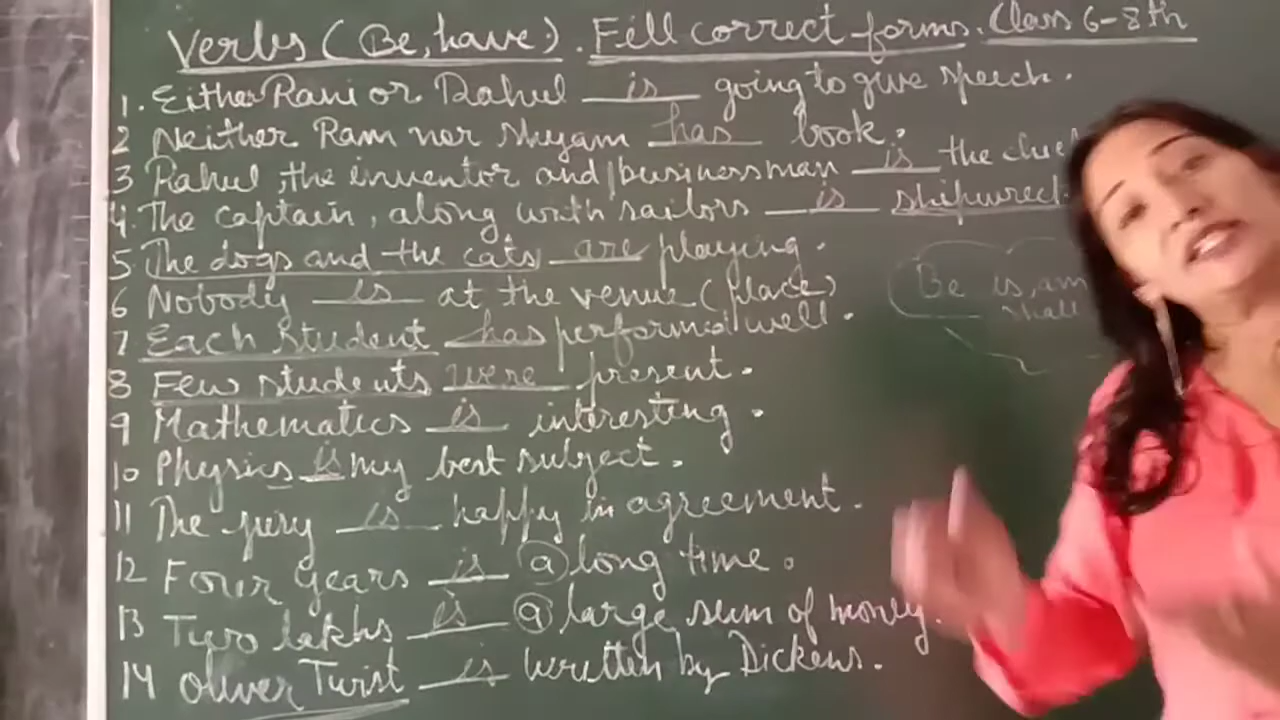 Verbs (Be, have). Fill correct forms. Class 6-8th
1. Either Rani or Rahul is going to give speech.
2 Neither Ram nor Shyam has book.
3 Rahul, the inventor and businessman is the
4. The captain, along with sailors is shipwrect
5 The dogs and the cats are playing.
6 Nobody is at the venue (place)
7 Each student has performed well.
8 Few students were present.
9 Mathematics is interesting.
10 Physics is my best subject.
11 The jury is happy in agreement.
12 Four years is a long time.
13 Two lakhs is a large sum of money.
14 Oliver Twist is written by Dickens.
Be is, am
shall